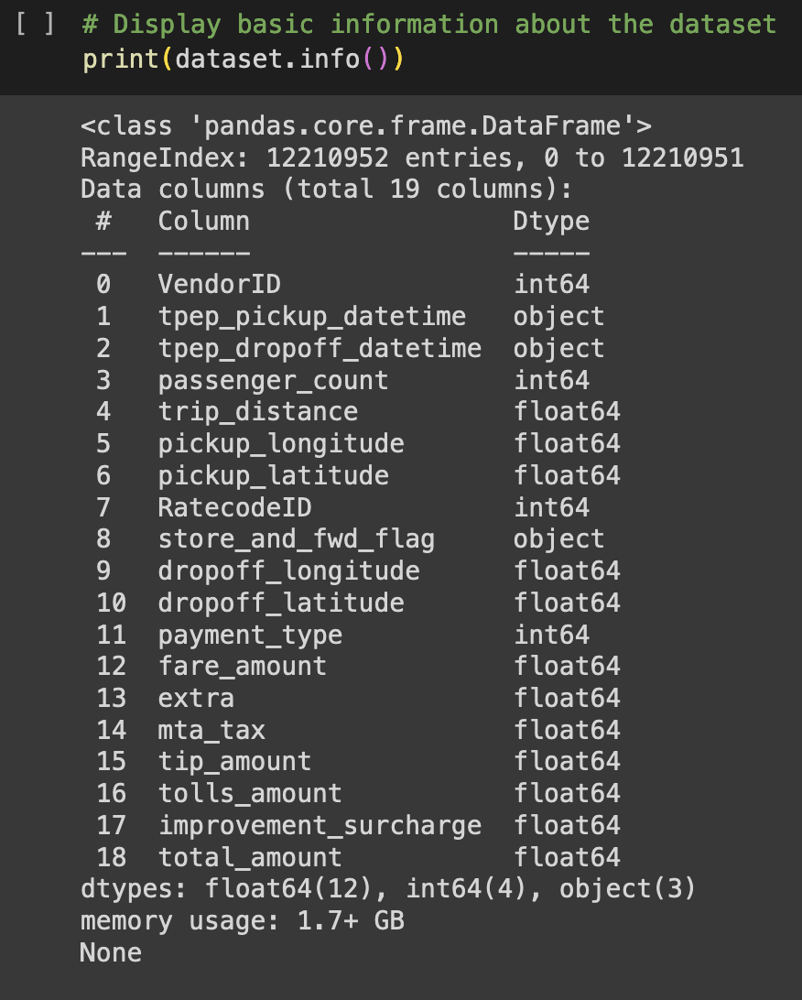 [ ] # Display basic information about the dataset
print(dataset.info())
<class 'pandas.core.frame.DataFrame'>
RangeIndex: 12210952 entries, 0 to 12210951
Data columns (total 19 columns):
 #   Column                 Dtype
---  ------                 -----
 0   VendorID               int64
 1   tpep_pickup_datetime   object
 2   tpep_dropoff_datetime  object
 3   passenger_count        int64
 4   trip_distance          float64
 5   pickup_longitude       float64
 6   pickup_latitude        float64
 7   RatecodeID             int64
 8   store_and_fwd_flag     object
 9   dropoff_longitude      float64
 10  dropoff_latitude       float64
 11  payment_type           int64
 12  fare_amount            float64
 13  extra                  float64
 14  mta_tax                float64
 15  tip_amount             float64
 16  tolls_amount           float64
 17  improvement_surcharge  float64
 18  total_amount           float64
dtypes: float64(12), int64(4), object(3)
memory usage: 1.7+ GB
None